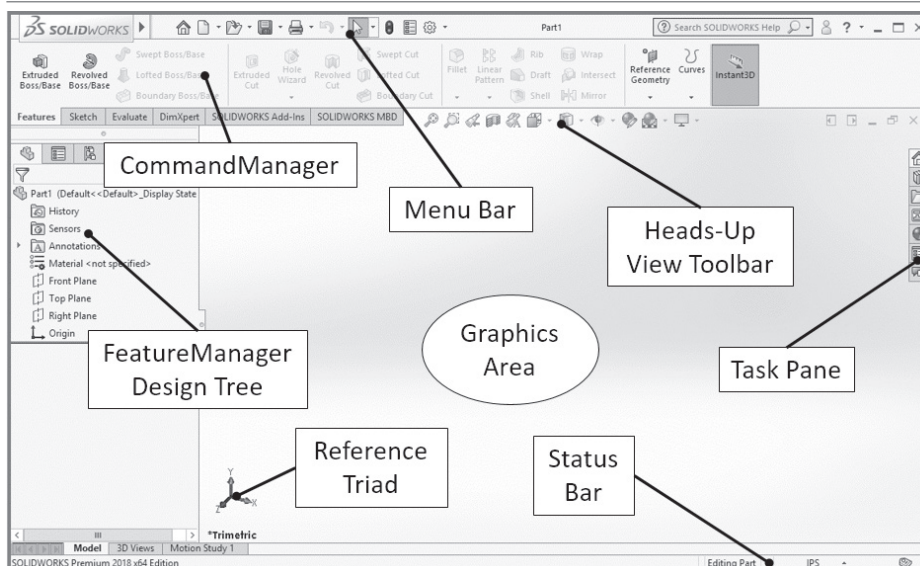 SOLIDWORKS
Part1
Search SOLIDWORKS Help
Extruded Boss/Base
Revolved Boss/Base
Swept Boss/Base
Lofted Boss/Base
Boundary Boss/Base
Extruded Cut
Hole Wizard
Revolved Cut
Swept Cut
Lofted Cut
Boundary Cut
Fillet
Linear Pattern
Rib
Draft
Shell
Wrap
Intersect
Mirror
Reference Geometry
Curves
Instant3D
Features Sketch Evaluate DimXpert SOLIDWORKS Add-Ins SOLIDWORKS MBD
CommandManager
Menu Bar
Heads-Up
View Toolbar
Part1 (Default<<Default>_Display State
History
Sensors
Annotations
Material <not specified>
Front Plane
Top Plane
Right Plane
Origin
FeatureManager
Design Tree
Graphics
Area
Task Pane
Reference
Triad
Status
Bar
Y
X
Z
*Trimetric
Model 3D Views Motion Study 1
SOLIDWORKS Premium 2018 x64 Edition
Editing Part IPS